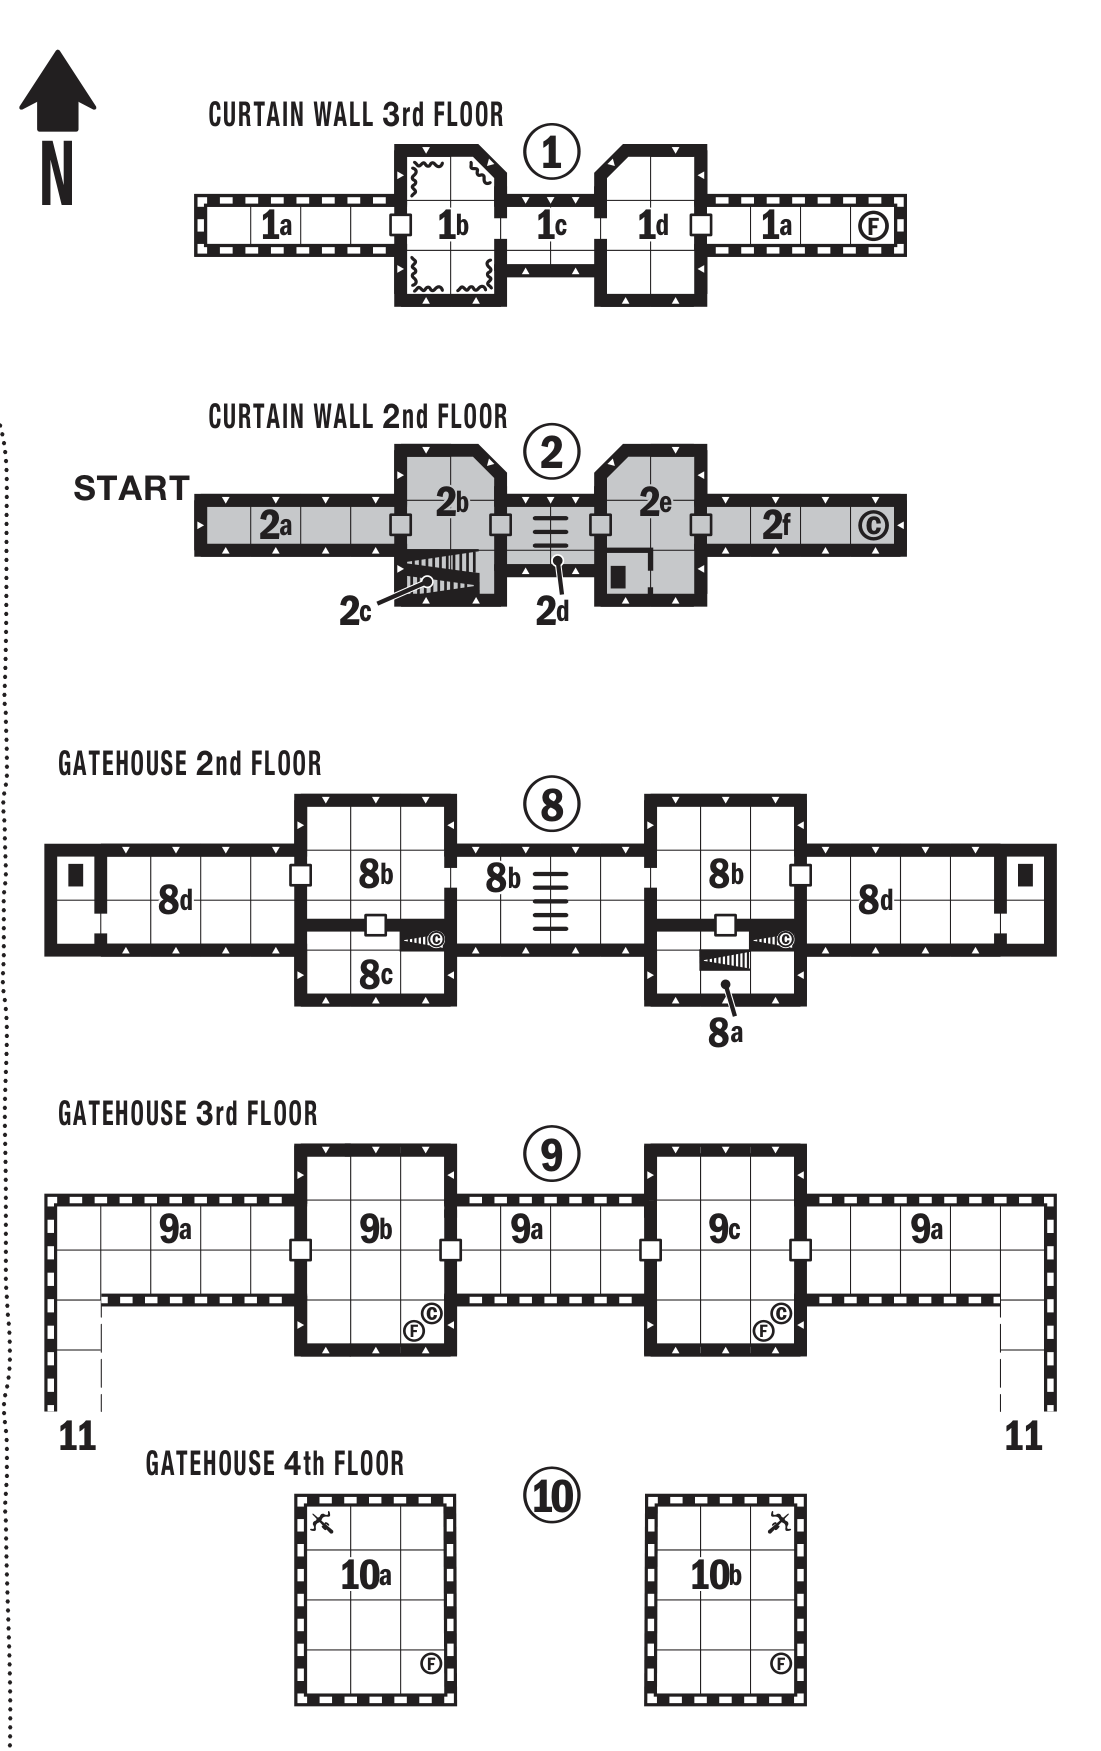 CURTAIN WALL 3rd FLOOR
1
N
1a 1b 1c 1d 1a F
CURTAIN WALL 2nd FLOOR
2
START
2a 2b 2e 2f C
2c 2d
GATEHOUSE 2nd FLOOR
8
8b 8b 8b
8d 8d
C C
8c
8a
GATEHOUSE 3rd FLOOR
9
9a 9b 9a 9c 9a
C C
F F
11 11
GATEHOUSE 4th FLOOR
10
10a 10b
F F